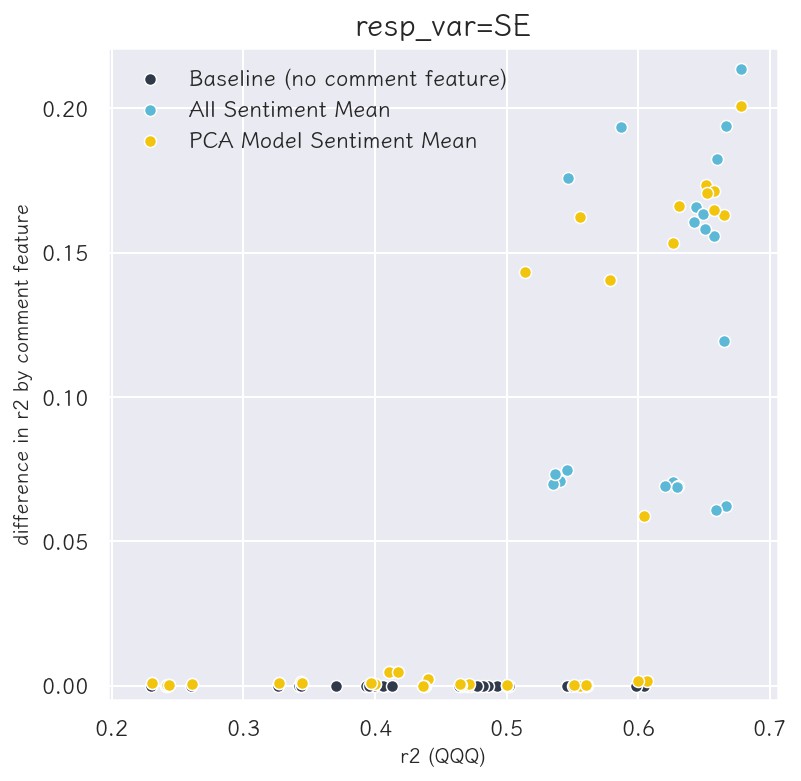 resp_var=SE
Baseline (no comment feature)
All Sentiment Mean
PCA Model Sentiment Mean
difference in r2 by comment feature
0.20
0.15
0.10
0.05
0.00
0.2 0.3 0.4 0.5 0.6 0.7
r2 (QQQ)